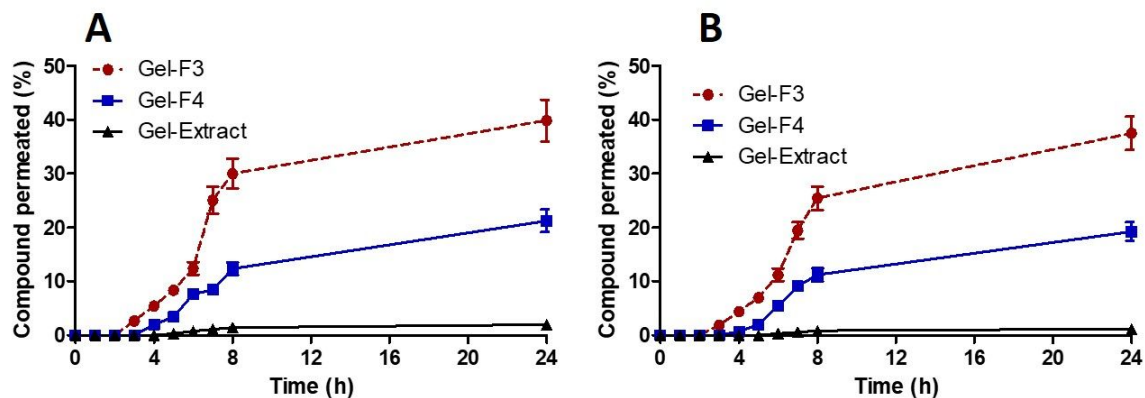 A
Compound permeated (%)
50
40
30
20
10
0
Gel-F3
Gel-F4
Gel-Extract
0 4 8 12 16 20 24
Time (h)
B
Compound permeated (%)
50
40
30
20
10
0
Gel-F3
Gel-F4
Gel-Extract
0 4 8 12 16 20 24
Time (h)